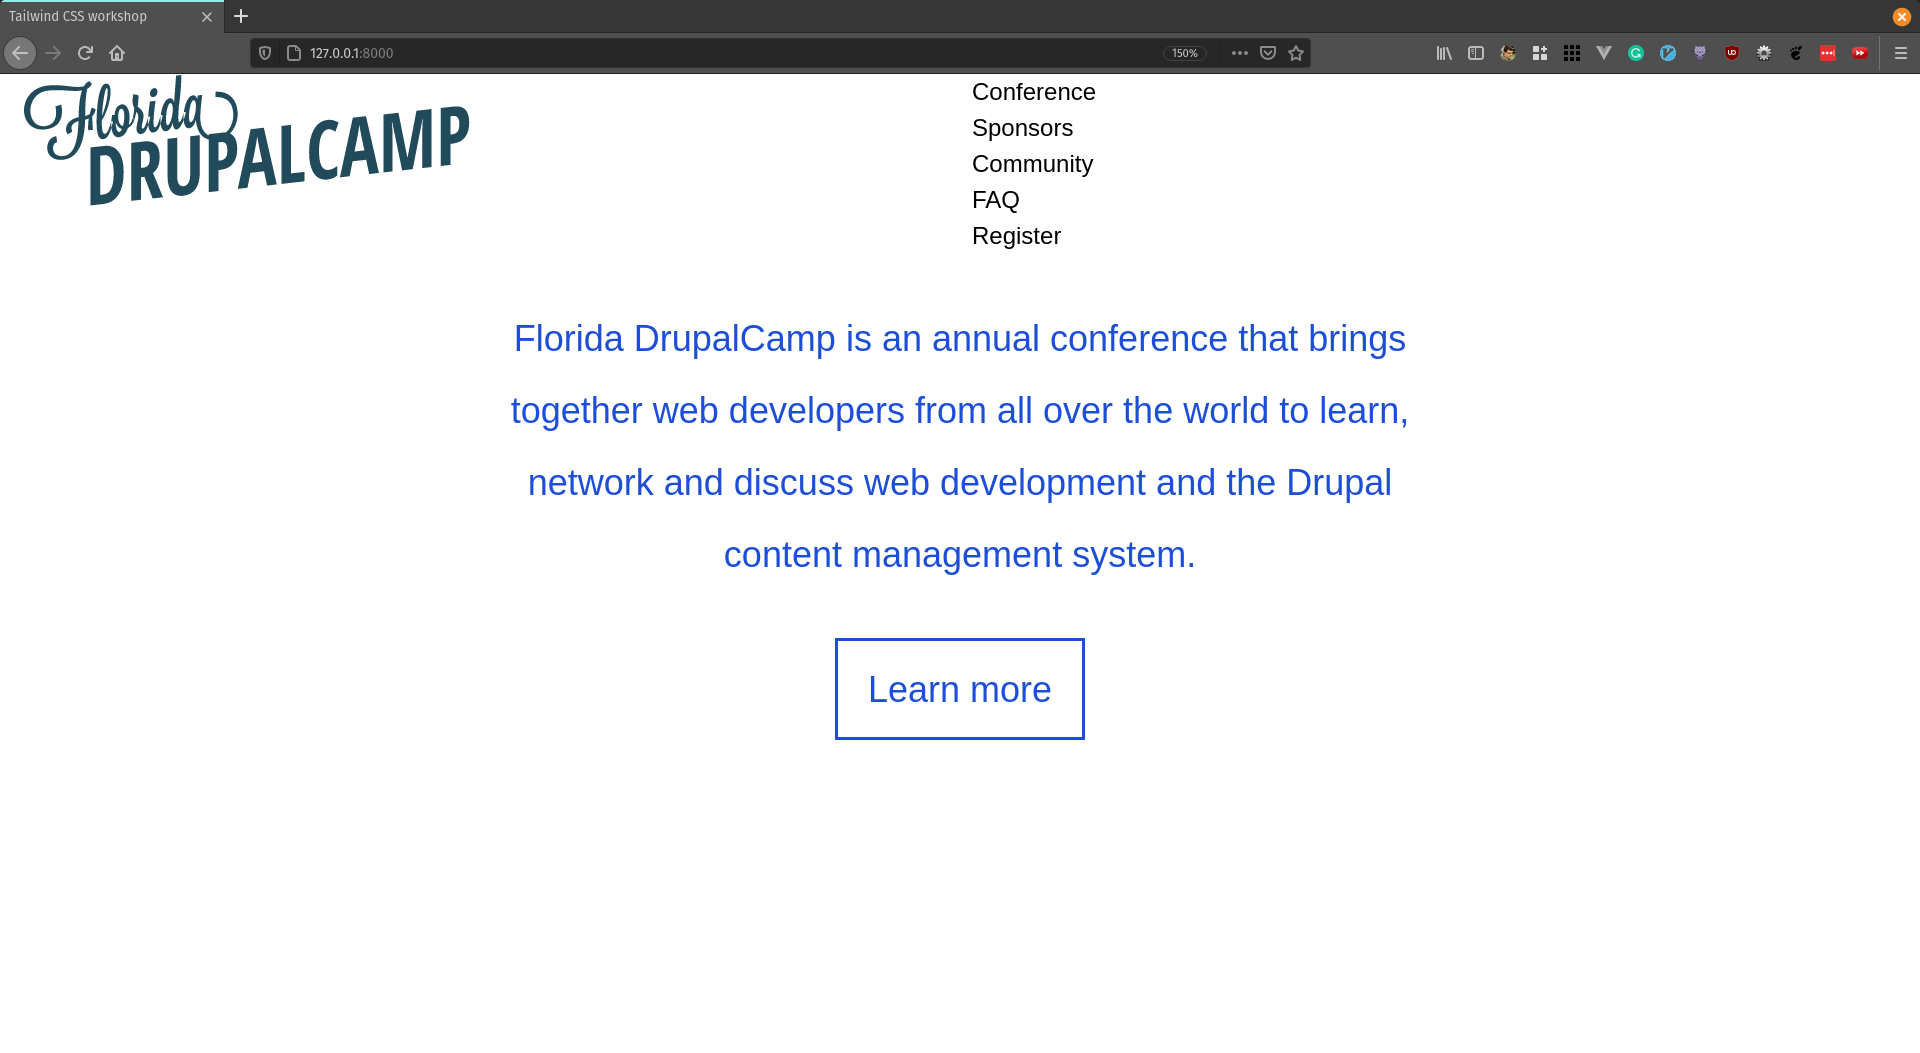 Tailwind CSS workshop
127.0.0.1:8000
150%
Florida
DRUPALCAMP
Conference
Sponsors
Community
FAQ
Register
Florida DrupalCamp is an annual conference that brings
together web developers from all over the world to learn,
network and discuss web development and the Drupal
content management system.
Learn more